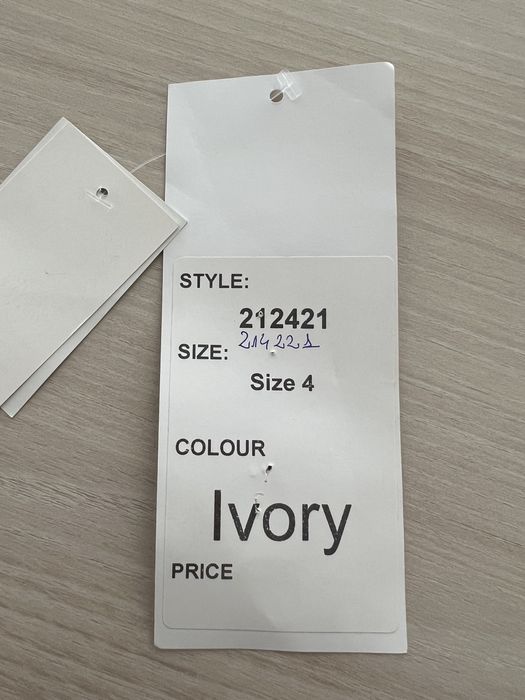 STYLE:
212421
214221
SIZE:
Size 4
COLOUR
Ivory
PRICE